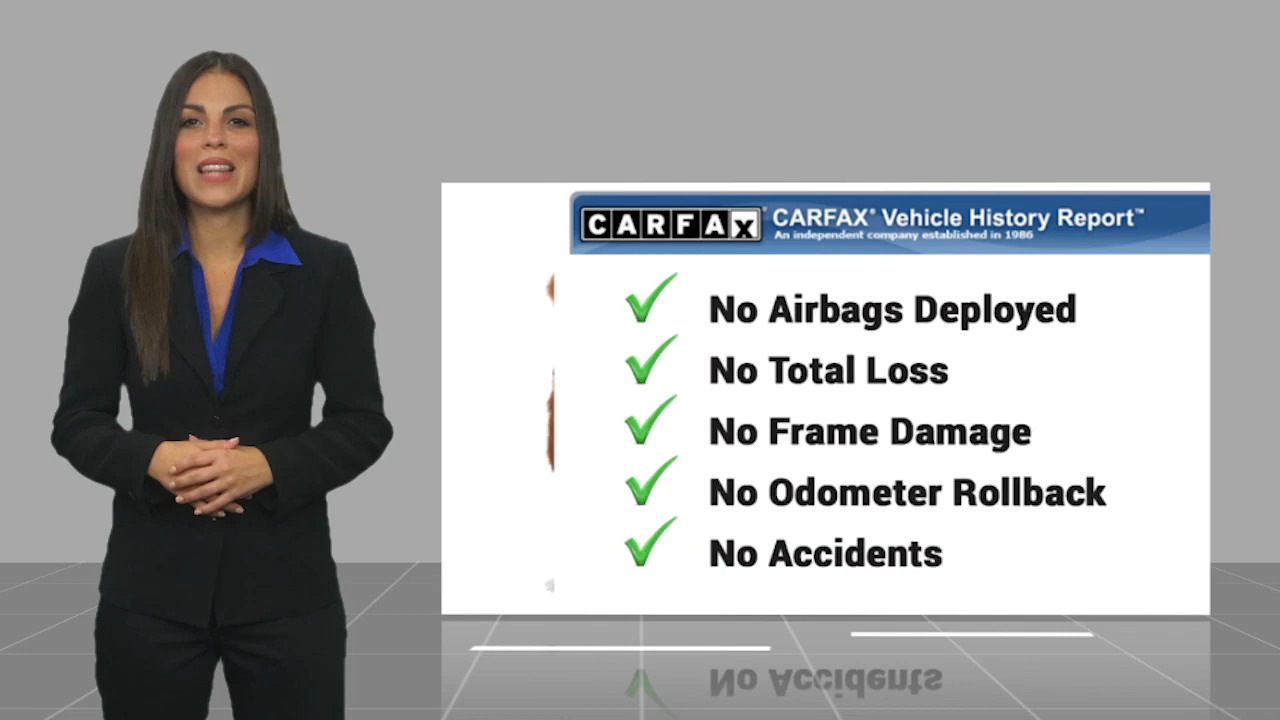 CARFAX CARFAX® Vehicle History Report™
An independent company established in 1986
No Airbags Deployed
No Total Loss
No Frame Damage
No Odometer Rollback
No Accidents
No Accidents